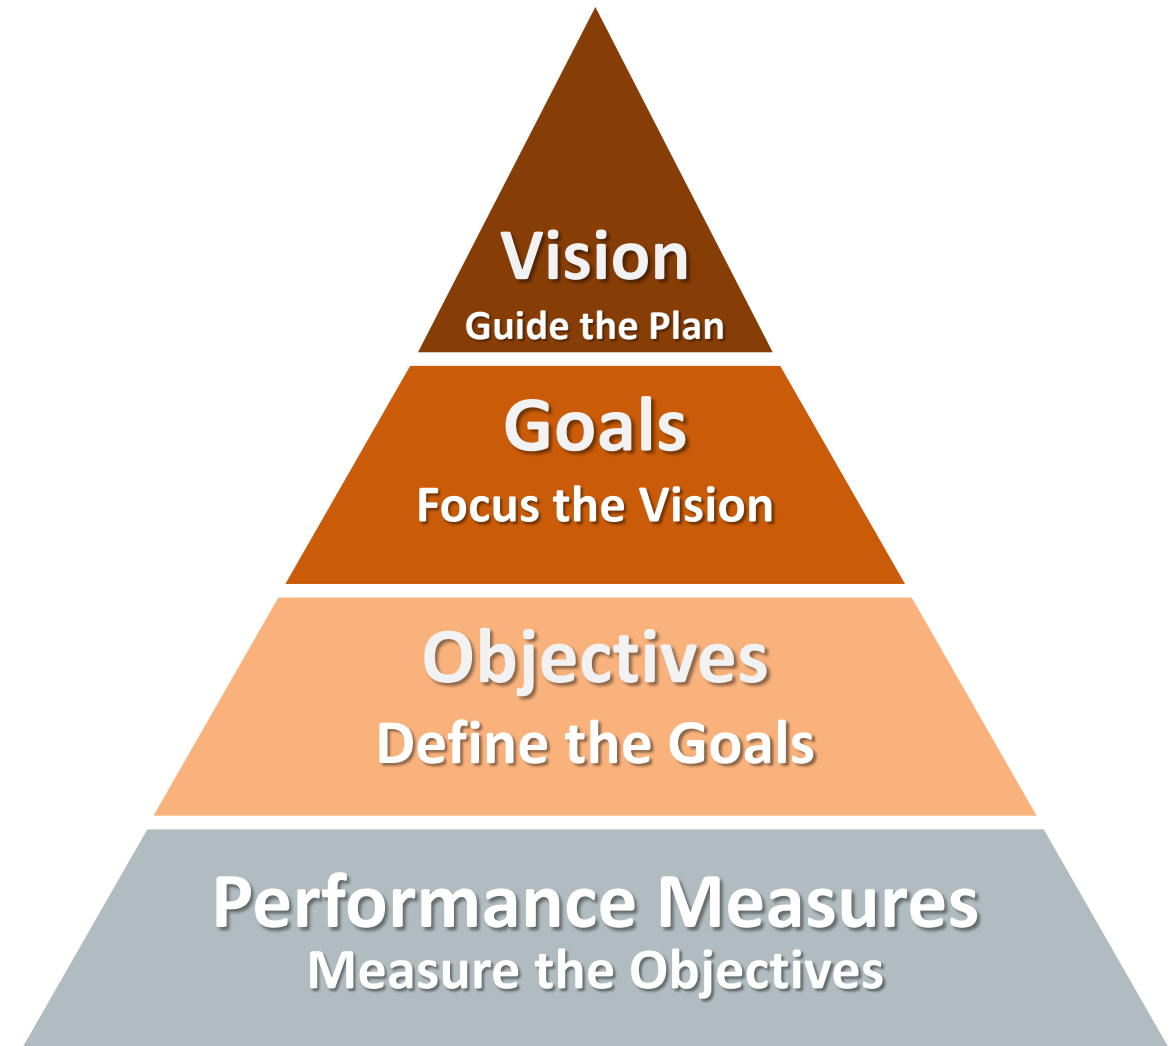 Vision
Guide the Plan
Goals
Focus the Vision
Objectives
Define the Goals
Performance Measures
Measure the Objectives